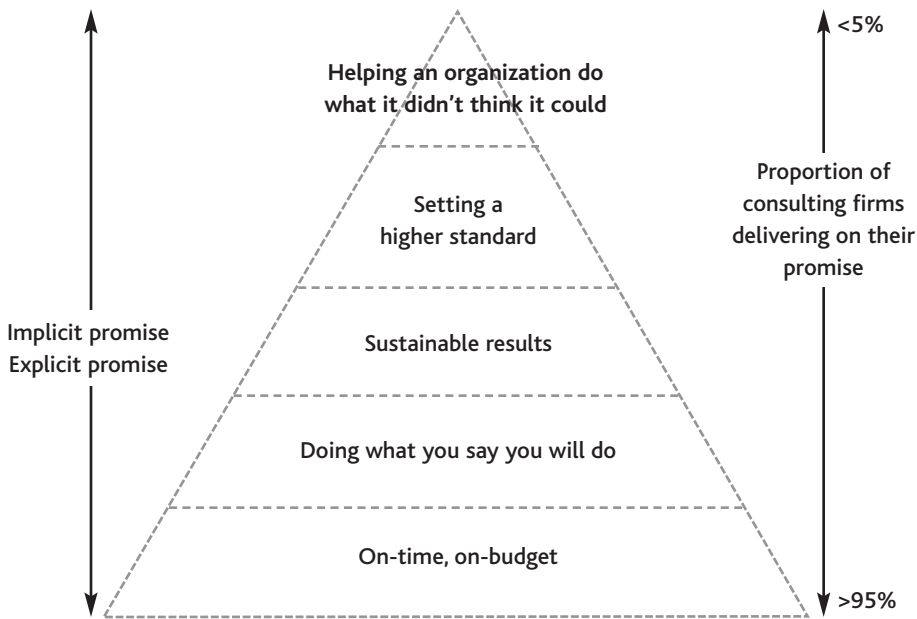 <5%
Helping an organization do
what it didn't think it could
Proportion of
consulting firms
delivering on their
promise
Setting a
higher standard
Implicit promise
Explicit promise
Sustainable results
Doing what you say you will do
On-time, on-budget
>95%